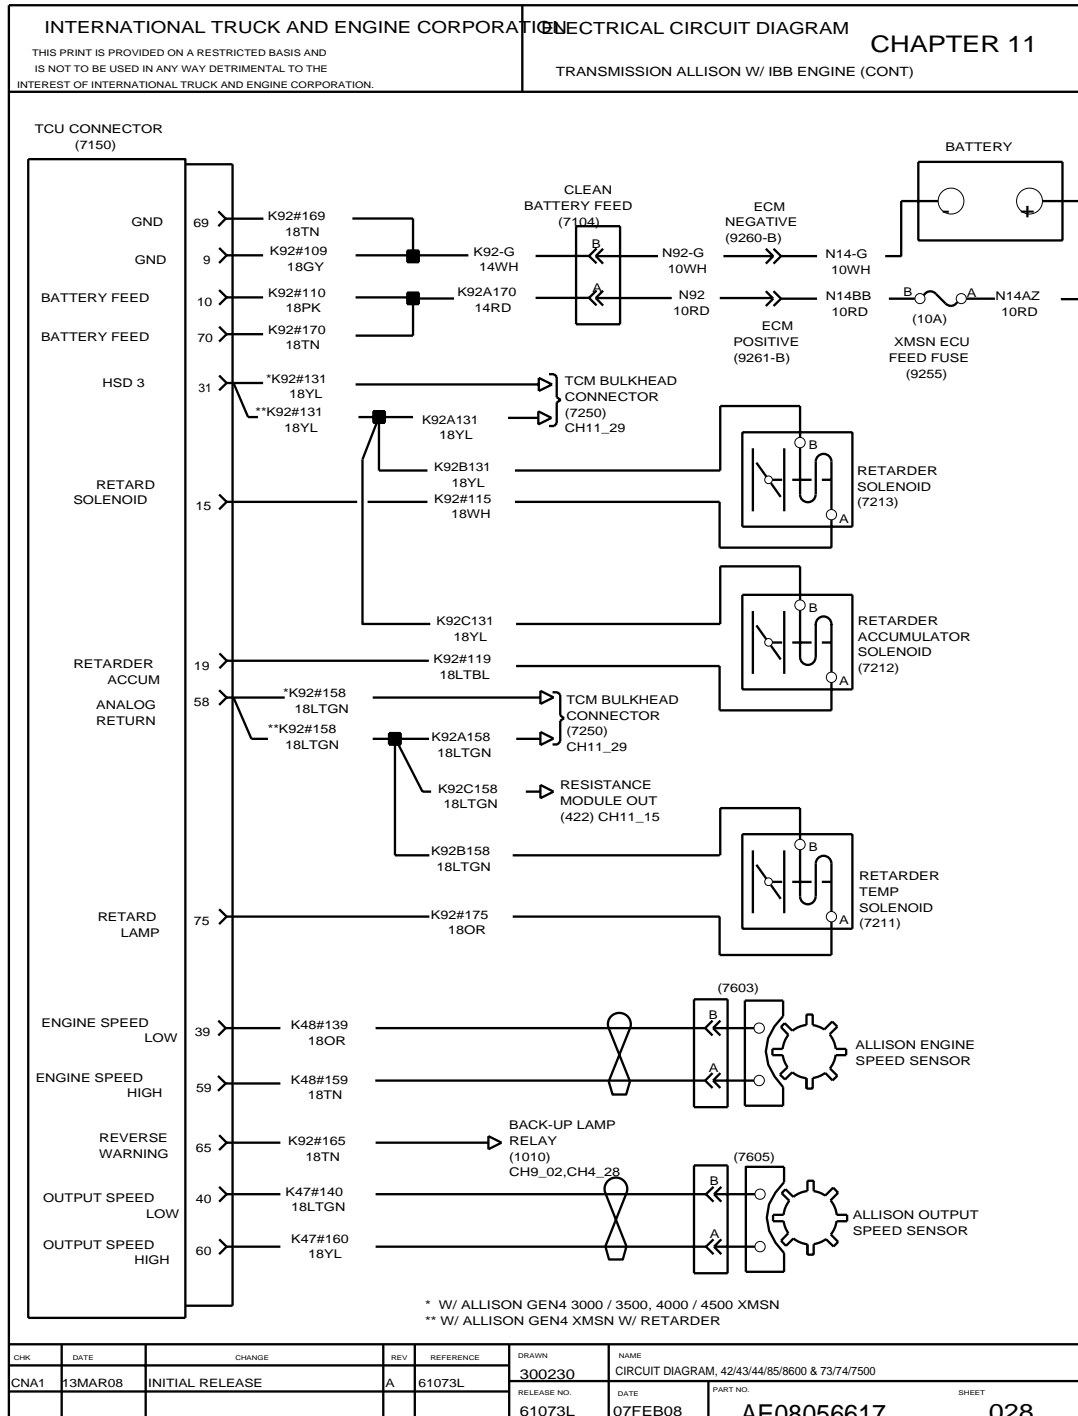 INTERNATIONAL TRUCK AND ENGINE CORPORATION
THIS PRINT IS PROVIDED ON A RESTRICTED BASIS AND
IS NOT TO BE USED IN ANY WAY DETRIMENTAL TO THE
INTEREST OF INTERNATIONAL TRUCK AND ENGINE CORPORATION.
ELECTRICAL CIRCUIT DIAGRAM
CHAPTER 11
TRANSMISSION ALLISON W/ IBB ENGINE (CONT)
TCU CONNECTOR
(7150)
BATTERY
- +
CLEAN
BATTERY FEED
(7104)
ECM
NEGATIVE
(9260-B)
GND 69 K92#169
18TN
GND 9 K92#109
18GY
K92-G
14WH
B
N92-G
10WH
N14-G
10WH
BATTERY FEED 10 K92#110
18PK
K92A170
14RD
A
N92
10RD
N14BB
10RD
B A
(10A)
N14AZ
10RD
BATTERY FEED 70 K92#170
18TN
ECM
POSITIVE
(9261-B)
XMSN ECU
FEED FUSE
(9255)
HSD 3 31 *K92#131
18YL
**K92#131
18YL
K92A131
18YL
TCM BULKHEAD
CONNECTOR
(7250)
CH11_29
K92B131
18YL
RETARD
SOLENOID 15 K92#115
18WH
B
A
RETARDER
SOLENOID
(7213)
K92C131
18YL
RETARDER
ACCUM 19 K92#119
18LTBL
B
A
RETARDER
ACCUMULATOR
SOLENOID
(7212)
ANALOG
RETURN 58 *K92#158
18LTGN
**K92#158
18LTGN
K92A158
18LTGN
TCM BULKHEAD
CONNECTOR
(7250)
CH11_29
K92C158
18LTGN
RESISTANCE
MODULE OUT
(422) CH11_15
K92B158
18LTGN
RETARD
LAMP 75 K92#175
18OR
B
A
RETARDER
TEMP
SOLENOID
(7211)
ENGINE SPEED
LOW 39 K48#139
18OR
ENGINE SPEED
HIGH 59 K48#159
18TN
(7603)
B
A
ALLISON ENGINE
SPEED SENSOR
REVERSE
WARNING 65 K92#165
18TN
BACK-UP LAMP
RELAY
(1010)
CH9_02,CH4_28
OUTPUT SPEED
LOW 40 K47#140
18LTGN
OUTPUT SPEED
HIGH 60 K47#160
18YL
(7605)
B
A
ALLISON OUTPUT
SPEED SENSOR
* W/ ALLISON GEN4 3000 / 3500, 4000 / 4500 XMSN
** W/ ALLISON GEN4 XMSN W/ RETARDER
CHK DATE CHANGE REV REFERENCE
CNA1 13MAR08 INITIAL RELEASE A 61073L
DRAWN
300230
NAME
CIRCUIT DIAGRAM, 42/43/44/85/8600 & 73/74/7500
RELEASE NO.
61073L
DATE
07FEB08
PART NO.
AE08056617
SHEET
028